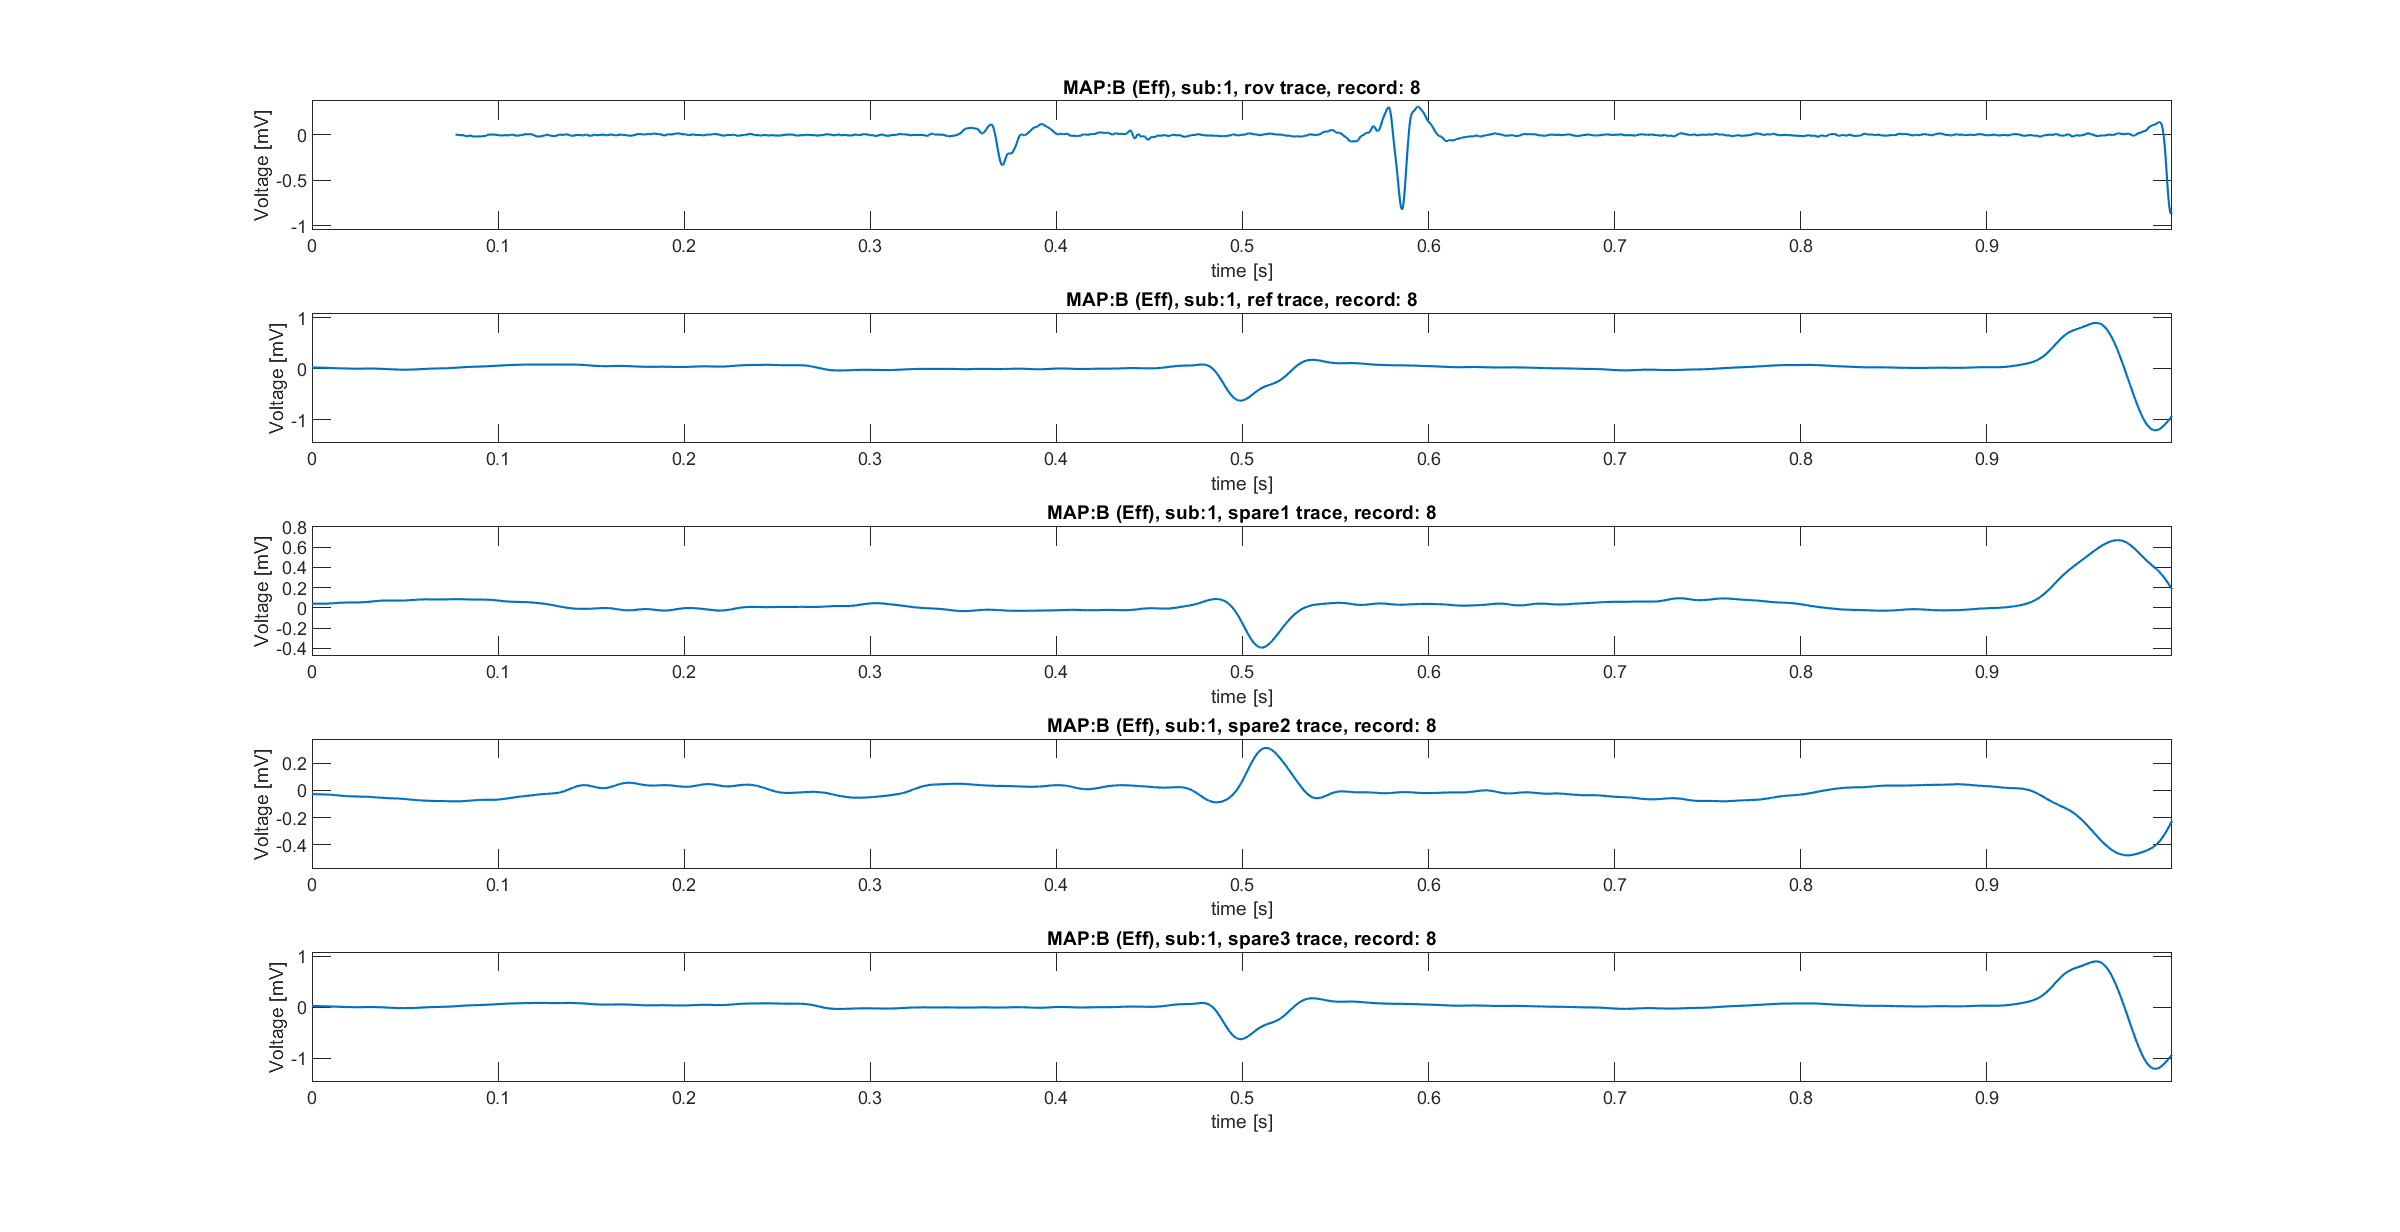 MAP:B (Eff), sub:1, rov trace, record: 8
Voltage [mV]
0
-0.5
-1
0 0.1 0.2 0.3 0.4 0.5 0.6 0.7 0.8 0.9
time [s]
MAP:B (Eff), sub:1, ref trace, record: 8
Voltage [mV]
1
0
-1
0 0.1 0.2 0.3 0.4 0.5 0.6 0.7 0.8 0.9
time [s]
MAP:B (Eff), sub:1, spare1 trace, record: 8
Voltage [mV]
0.8
0.6
0.4
0.2
0
-0.2
-0.4
0 0.1 0.2 0.3 0.4 0.5 0.6 0.7 0.8 0.9
time [s]
MAP:B (Eff), sub:1, spare2 trace, record: 8
Voltage [mV]
0.2
0
-0.2
-0.4
0 0.1 0.2 0.3 0.4 0.5 0.6 0.7 0.8 0.9
time [s]
MAP:B (Eff), sub:1, spare3 trace, record: 8
Voltage [mV]
1
0
-1
0 0.1 0.2 0.3 0.4 0.5 0.6 0.7 0.8 0.9
time [s]